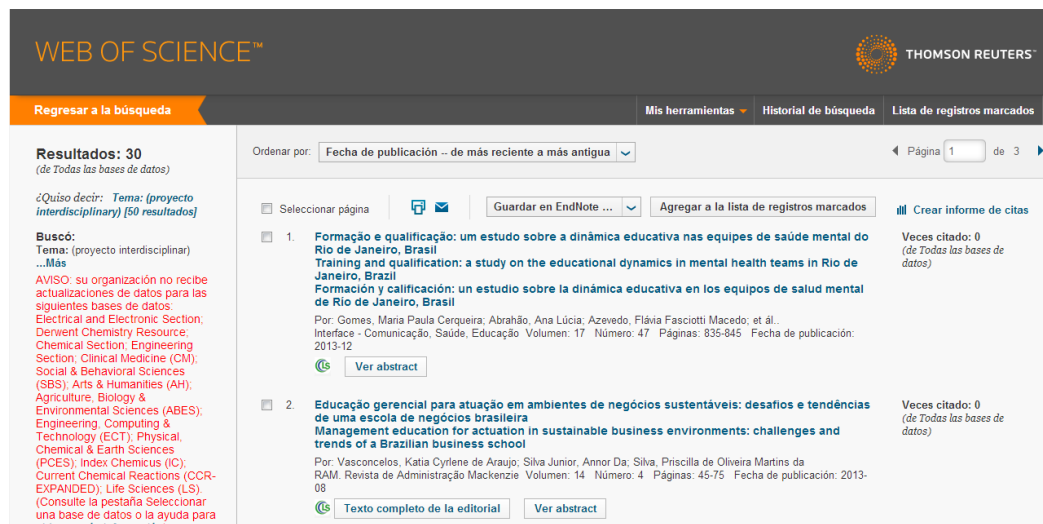 WEB OF SCIENCE™
THOMSON REUTERS™
Regresar a la búsqueda
Mis herramientas
Historial de búsqueda
Lista de registros marcados
Resultados: 30
(de Todas las bases de datos)
¿Quiso decir: Tema: (proyecto
interdisciplinary) [50 resultados]
Buscó:
Tema: (proyecto interdisciplinar)
...Más
AVISO: su organización no recibe
actualizaciones de datos para las
siguientes bases de datos:
Electrical and Electronic Section;
Derwent Chemistry Resource;
Chemical Section; Engineering
Section; Clinical Medicine (CM);
Social & Behavioral Sciences
(SBS); Arts & Humanities (AH);
Agriculture, Biology &
Environmental Sciences (ABES);
Engineering, Computing &
Technology (ECT); Physical,
Chemical & Earth Sciences
(PCES); Index Chemicus (IC);
Current Chemical Reactions (CCR-
EXPANDED); Life Sciences (LS).
(Consulte la pestaña Seleccionar
una base de datos o la ayuda para
Ordenar por: Fecha de publicación -- de más reciente a más antigua
Página 1 de 3
Seleccionar página
Guardar en EndNote ...
Agregar a la lista de registros marcados
Crear informe de citas
1. Formação e qualificação: um estudo sobre a dinâmica educativa nas equipes de saúde mental do
Rio de Janeiro, Brasil
Training and qualification: a study on the educational dynamics in mental health teams in Rio de
Janeiro, Brazil
Formación y calificación: un estudio sobre la dinámica educativa en los equipos de salud mental
de Río de Janeiro, Brasil
Por: Gomes, Maria Paula Cerqueira; Abrahão, Ana Lúcia; Azevedo, Flávia Fasciotti Macedo; et ál..
Interface - Comunicação, Saúde, Educação Volumen: 17 Número: 47 Páginas: 835-845 Fecha de publicación:
2013-12
Ver abstract
Veces citado: 0
(de Todas las bases de
datos)
2. Educação gerencial para atuação em ambientes de negócios sustentáveis: desafios e tendências
de uma escola de negócios brasileira
Management education for actuation in sustainable business environments: challenges and
trends of a Brazilian business school
Por: Vasconcelos, Katia Cyrlene de Araujo; Silva Junior, Annor Da; Silva, Priscilla de Oliveira Martins da
RAM. Revista de Administração Mackenzie Volumen: 14 Número: 4 Páginas: 45-75 Fecha de publicación: 2013-
08
Texto completo de la editorial
Ver abstract
Veces citado: 0
(de Todas las bases de
datos)